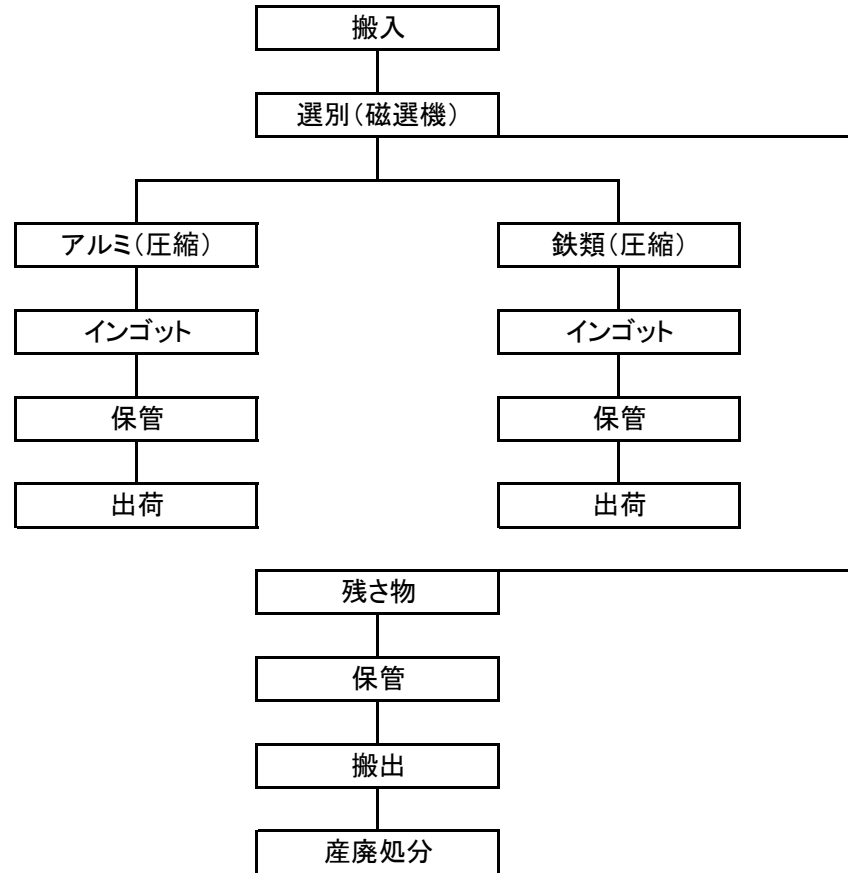 搬入
選別(磁選機)
アルミ(圧縮)
鉄類(圧縮)
インゴット
インゴット
保管
保管
出荷
出荷
残さ物
保管
搬出
産廃処分